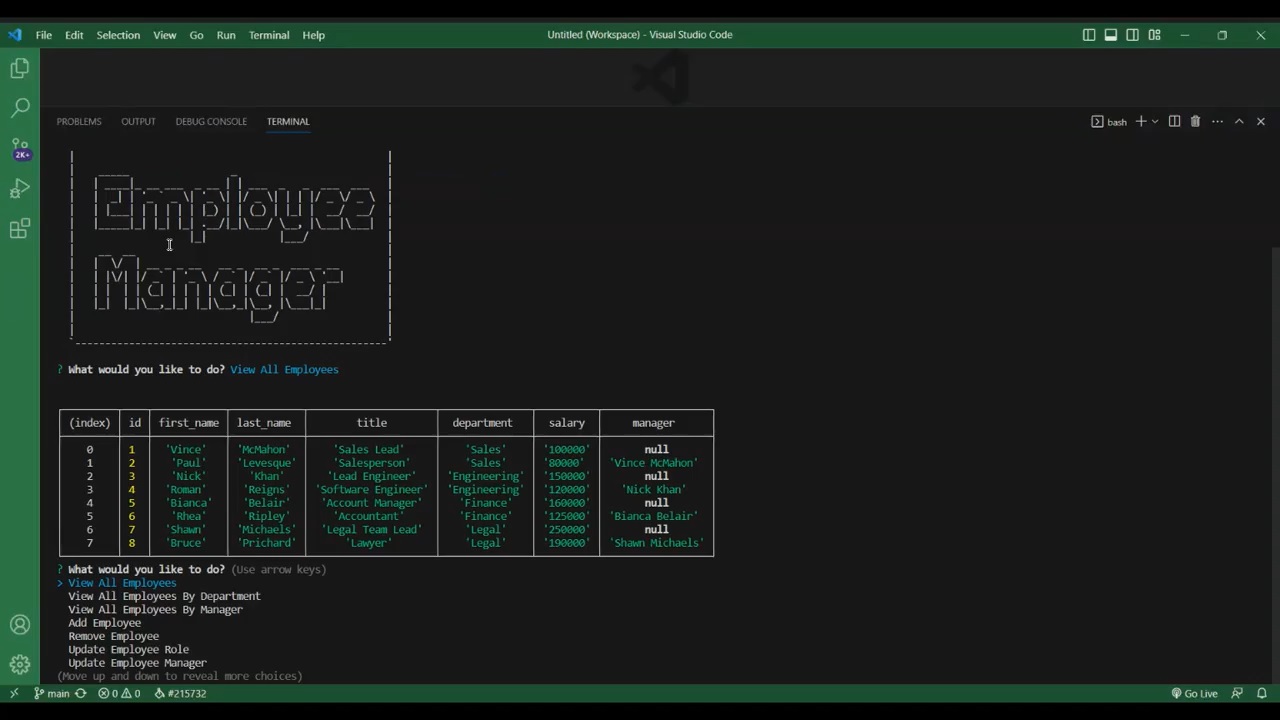 File Edit Selection View Go Run Terminal Help
Untitled (Workspace) - Visual Studio Code
PROBLEMS OUTPUT DEBUG CONSOLE TERMINAL
bash
2K+
Employee
Manager
? What would you like to do? View All Employees
(index) id first_name last_name title department salary manager
0 1 'Vince' 'McMahon' 'Sales Lead' 'Sales' '100000' null
1 2 'Paul' 'Levesque' 'Salesperson' 'Sales' '80000' 'Vince McMahon'
2 3 'Nick' 'Khan' 'Lead Engineer' 'Engineering' '150000' null
3 4 'Roman' 'Reigns' 'Software Engineer' 'Engineering' '120000' 'Nick Khan'
4 5 'Bianca' 'Belair' 'Account Manager' 'Finance' '160000' null
5 6 'Rhea' 'Ripley' 'Accountant' 'Finance' '125000' 'Bianca Belair'
6 7 'Shawn' 'Michaels' 'Legal Team Lead' 'Legal' '250000' null
7 8 'Bruce' 'Prichard' 'Lawyer' 'Legal' '190000' 'Shawn Michaels'
? What would you like to do? (Use arrow keys)
> View All Employees
View All Employees By Department
View All Employees By Manager
Add Employee
Remove Employee
Update Employee Role
Update Employee Manager
(Move up and down to reveal more choices)
main 0 0 #215732 Go Live